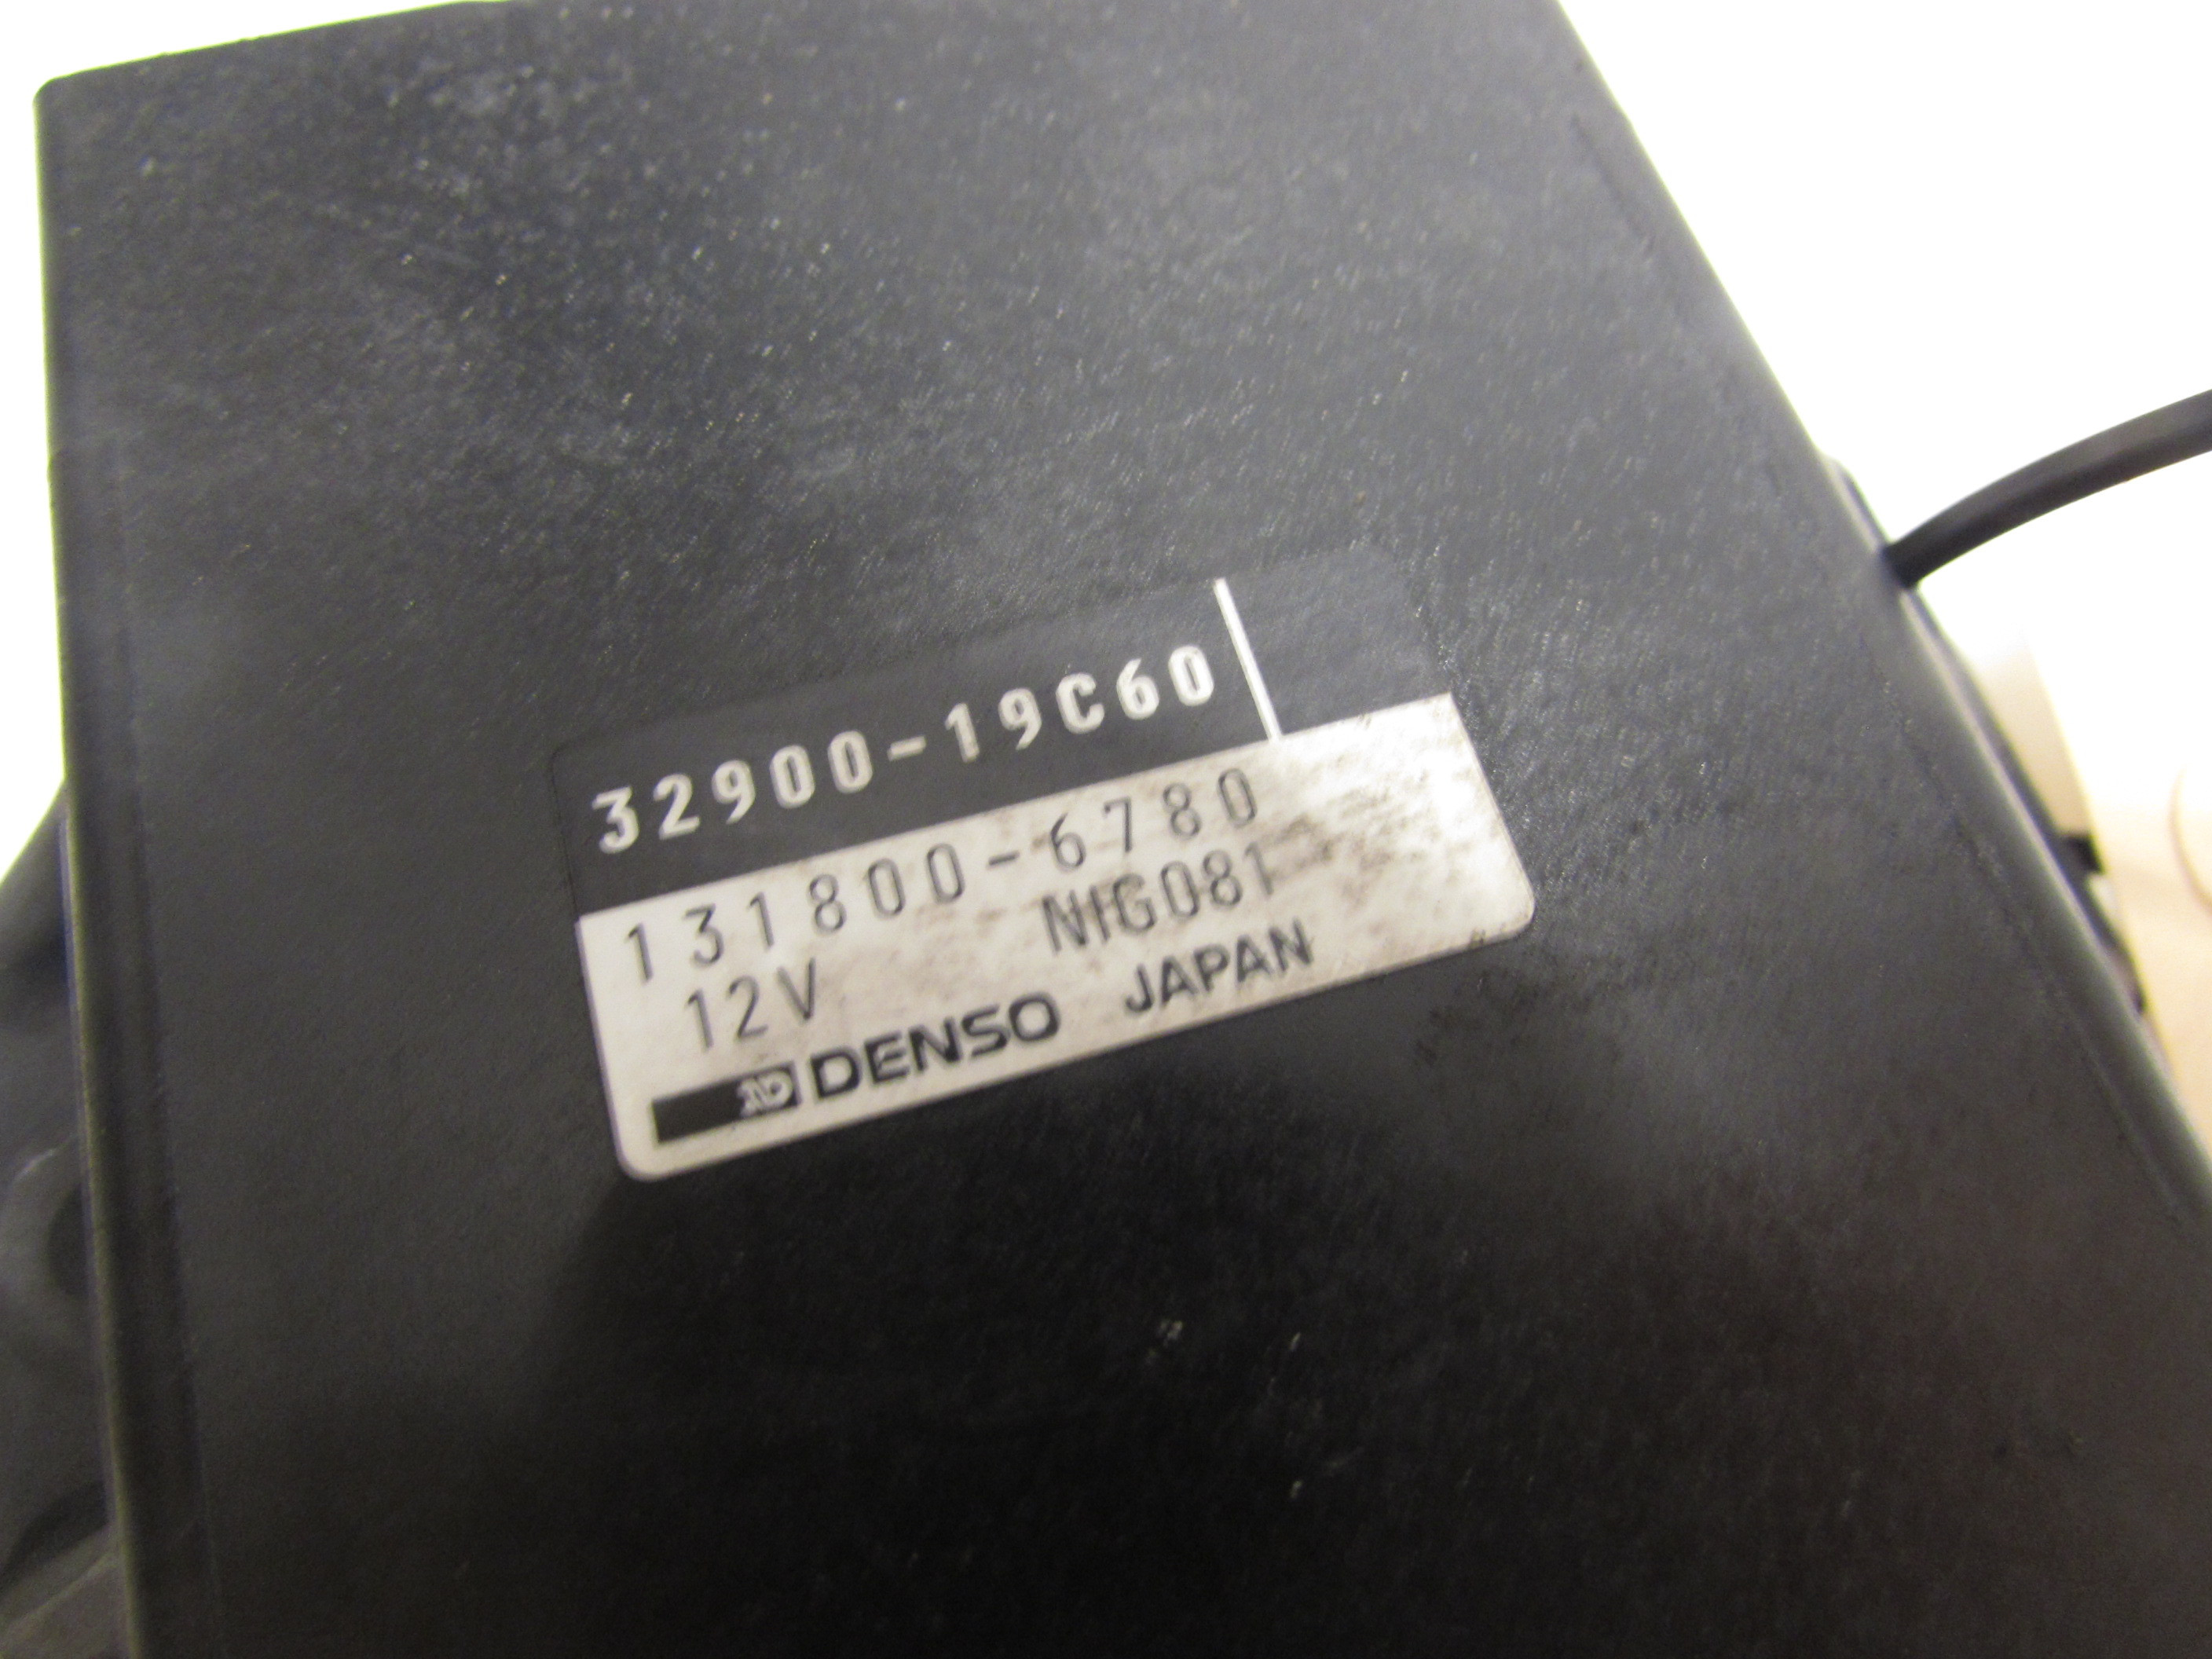 32900-19C60
131800-6780
12V NIG081
DENSO JAPAN